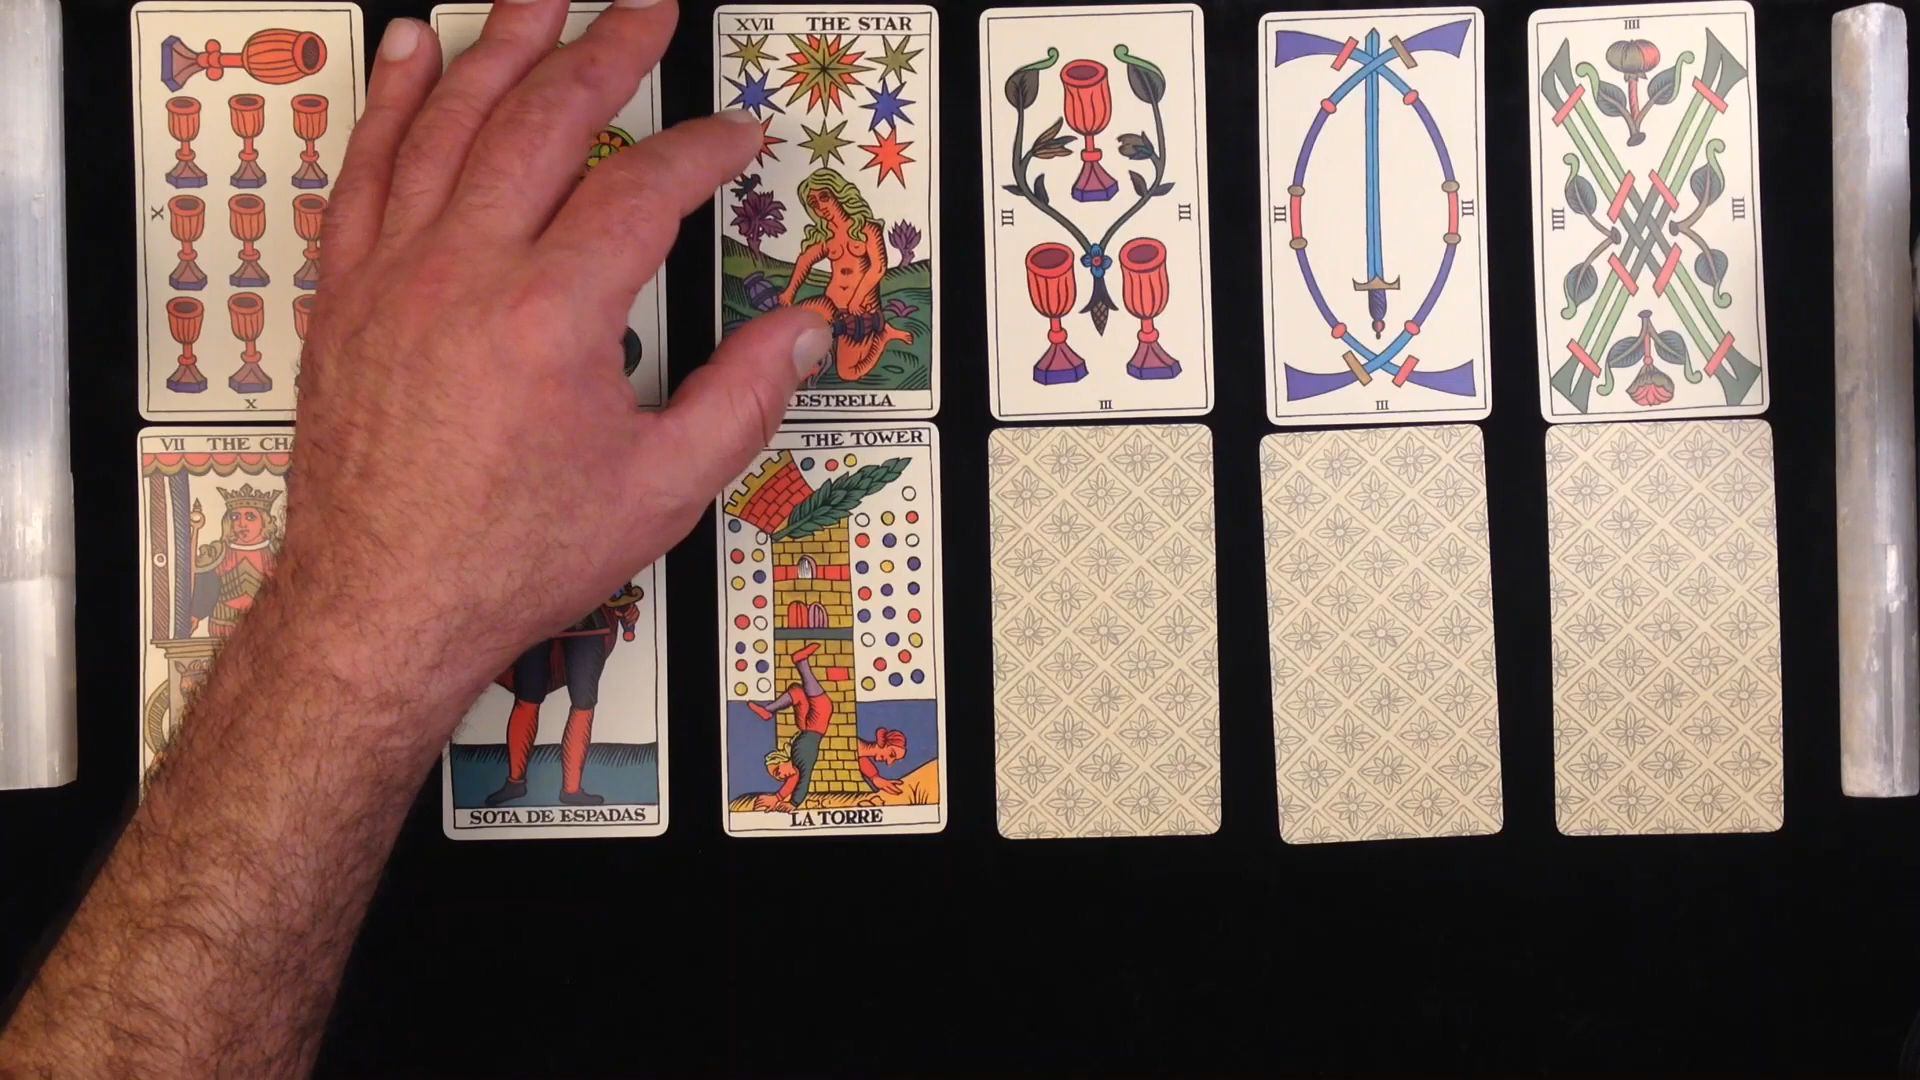 X
X
XVII THE STAR
ESTRELLA
III
III
III
III
III
III
IIII
IIII
IIII
VII THE CH
SOTA DE ESPADAS
THE TOWER
LA TORRE